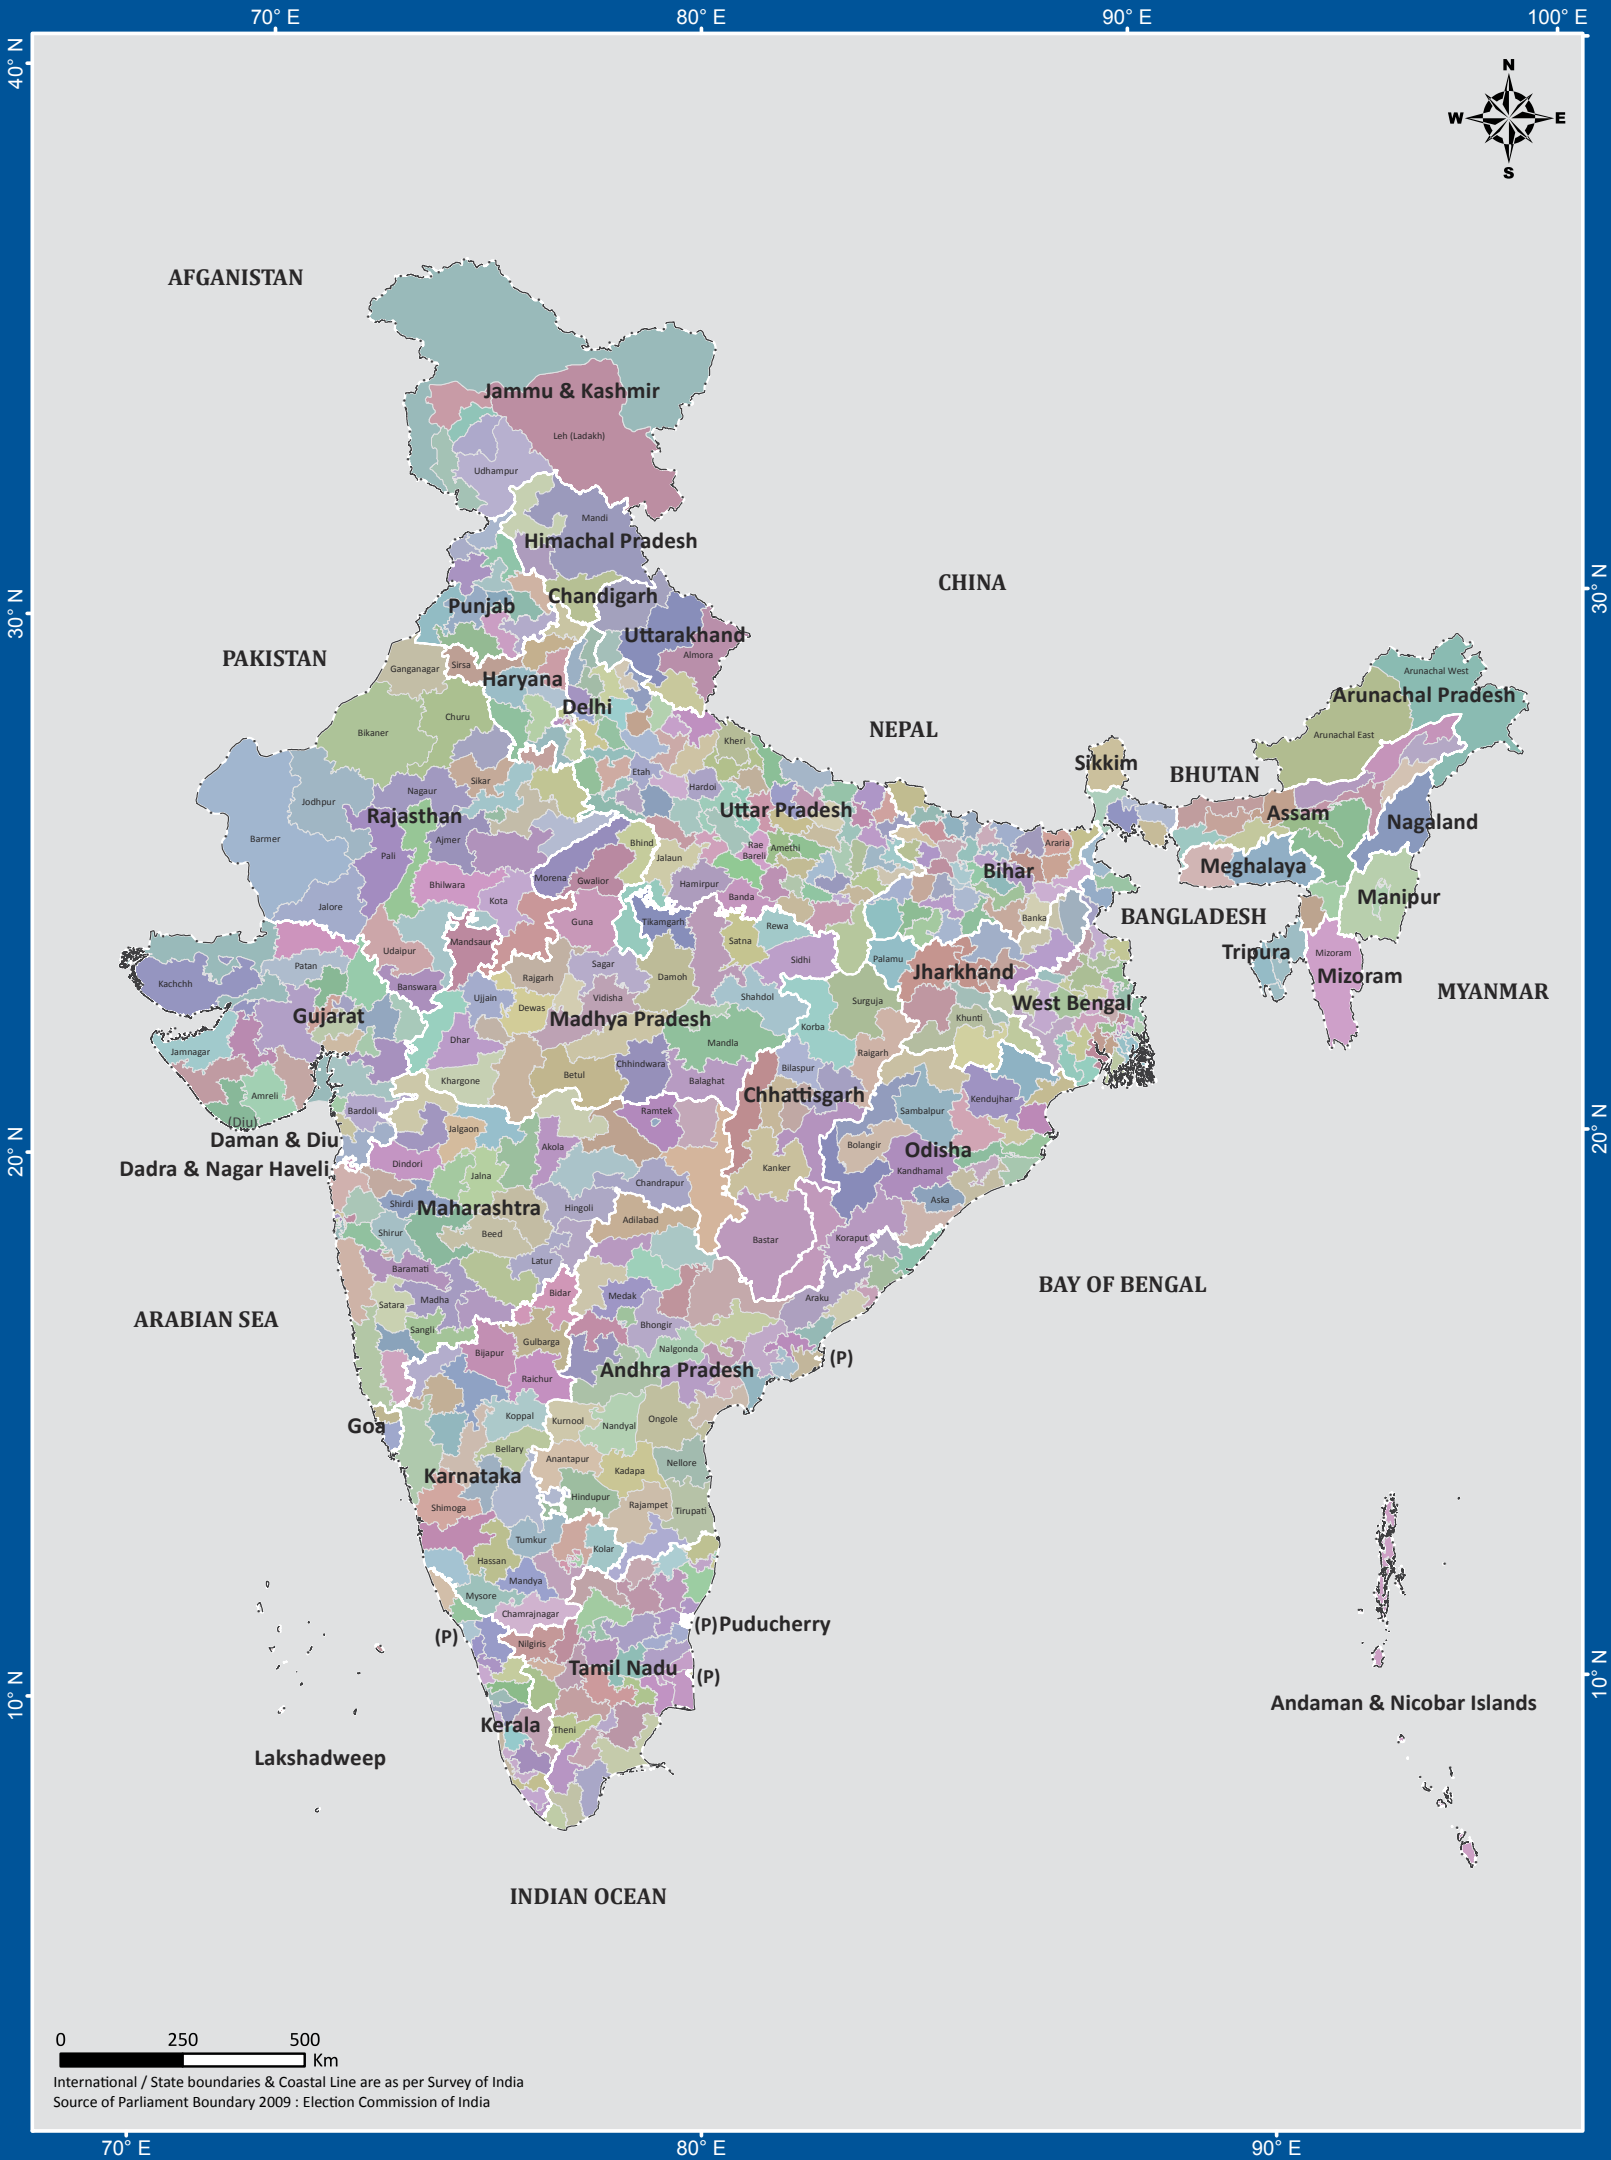 70° E 80° E 90° E 100° E
40° N
N
W E
S
AFGANISTAN
Jammu & Kashmir
Leh (Ladakh)
Udhampur
Mandi
Himachal Pradesh
CHINA
30° N
30° N
Chandigarh
Punjab
Uttarakhand
Almora
PAKISTAN
Ganganagar
Sirsa
Haryana
Delhi
Arunachal West
Arunachal Pradesh
Arunachal East
Churu
Bikaner
NEPAL
Kheri
Sikkim
BHUTAN
Etah
Sikar
Hardoi
Nagaur
Jodhpur
Rajasthan
Uttar Pradesh
Assam
Nagaland
Barmer
Ajmer
Pali
Bhind
Jalaun
Rae
Bareli
Amethi
Araria
Bihar
Meghalaya
Morena
Gwalior
Bhilwara
Hamirpur
Banda
Manipur
Kota
Jalore
Guna
Tikamgarh
Rewa
Banka
BANGLADESH
Mandsaur
Satna
Udaipur
Sidhi
Palamu
Jharkhand
Tripura
Mizoram
Mizoram
Patan
Sagar
Rajgarh
Damoh
Kachchh
Banswara
MYANMAR
Ujjain
Vidisha
Shahdol
Surguja
West Bengal
Dewas
Gujarat
Madhya Pradesh
Korba
Khunti
Dhar
Mandla
Jamnagar
Raigarh
Chhindwara
Bilaspur
Betul
Khargone
Balaghat
Amreli
Chhattisgarh
Kendujhar
Bardoli
Ramtek
Sambalpur
(Diu)
Jalgaon
Daman & Diu
20° N
20° N
Akola
Bolangir
Odisha
Dindori
Dadra & Nagar Haveli
Kanker
Kandhamal
Jalna
Chandrapur
Shirdi
Maharashtra
Hingoli
Aska
Adilabad
Shirur
Beed
Bastar
Koraput
Latur
Baramati
BAY OF BENGAL
Bidar
Satara
Madha
Medak
Araku
ARABIAN SEA
Sangli
Bhongir
Gulbarga
Bijapur
Nalgonda
(P)
Andhra Pradesh
Raichur
Koppal
Kurnool
Nandyal
Ongole
Goa
Bellary
Anantapur
Nellore
Karnataka
Kadapa
Hindupur
Shimoga
Rajampet
Tirupati
Tumkur
Kolar
Hassan
Mandya
Mysore
Chamrajnagar
(P) Puducherry
(P)
Nilgiris
Tamil Nadu
(P)
10° N
10° N
Andaman & Nicobar Islands
Kerala
Theni
Lakshadweep
INDIAN OCEAN
0 250 500
Km
International / State boundaries & Coastal Line are as per Survey of India
Source of Parliament Boundary 2009 : Election Commission of India
70° E 80° E 90° E